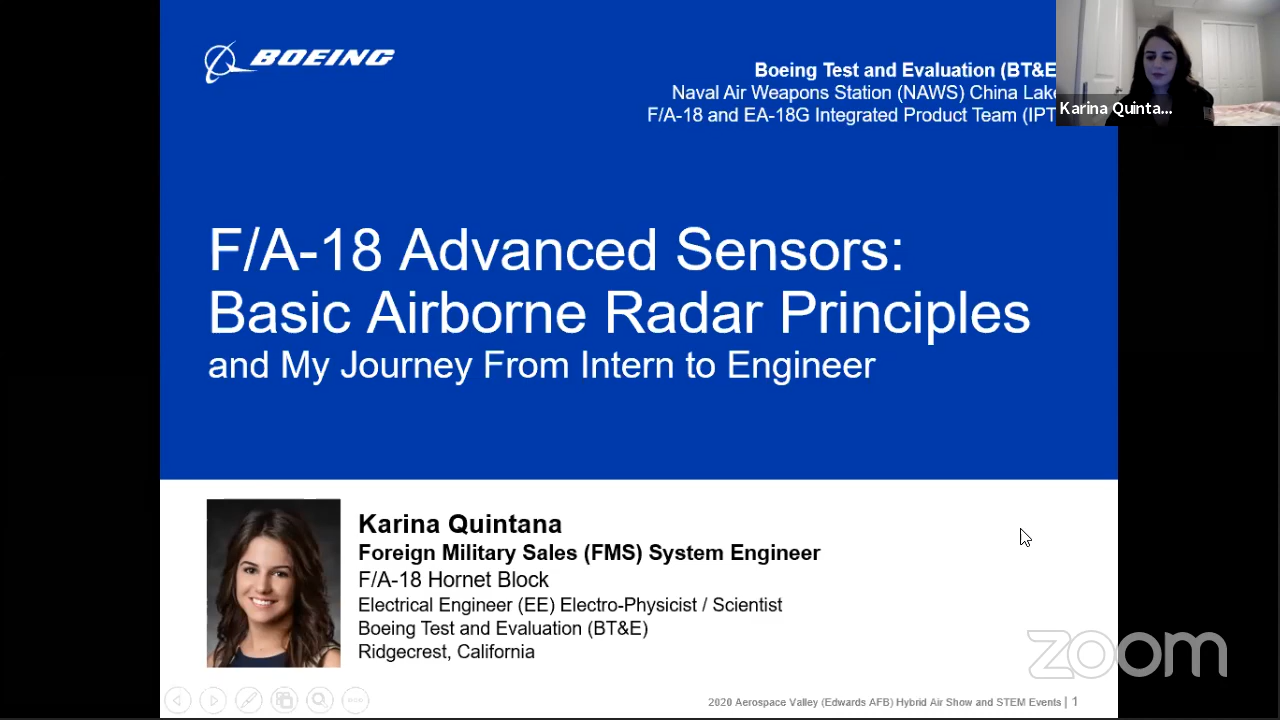 BOEING
Boeing Test and Evaluation (BT&E
Naval Air Weapons Station (NAWS) China Lake
F/A-18 and EA-18G Integrated Product Team (IPT
Karina Quinta...
F/A-18 Advanced Sensors:
Basic Airborne Radar Principles
and My Journey From Intern to Engineer
Karina Quintana
Foreign Military Sales (FMS) System Engineer
F/A-18 Hornet Block
Electrical Engineer (EE) Electro-Physicist / Scientist
Boeing Test and Evaluation (BT&E)
Ridgecrest, California
zoom
2020 Aerospace Valley (Edwards AFB) Hybrid Air Show and STEM Events | 1